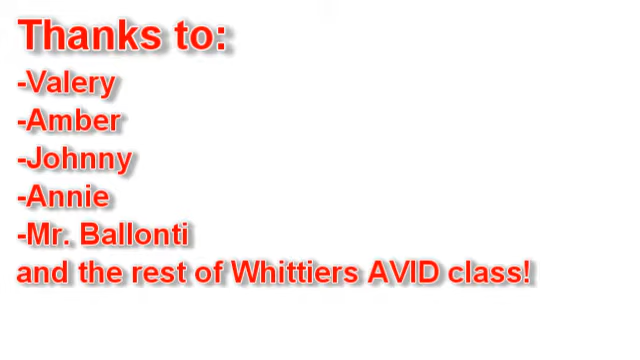 Thanks to:
-Valery
-Amber
-Johnny
-Annie
-Mr. Ballonti
and the rest of Whittiers AVID class!